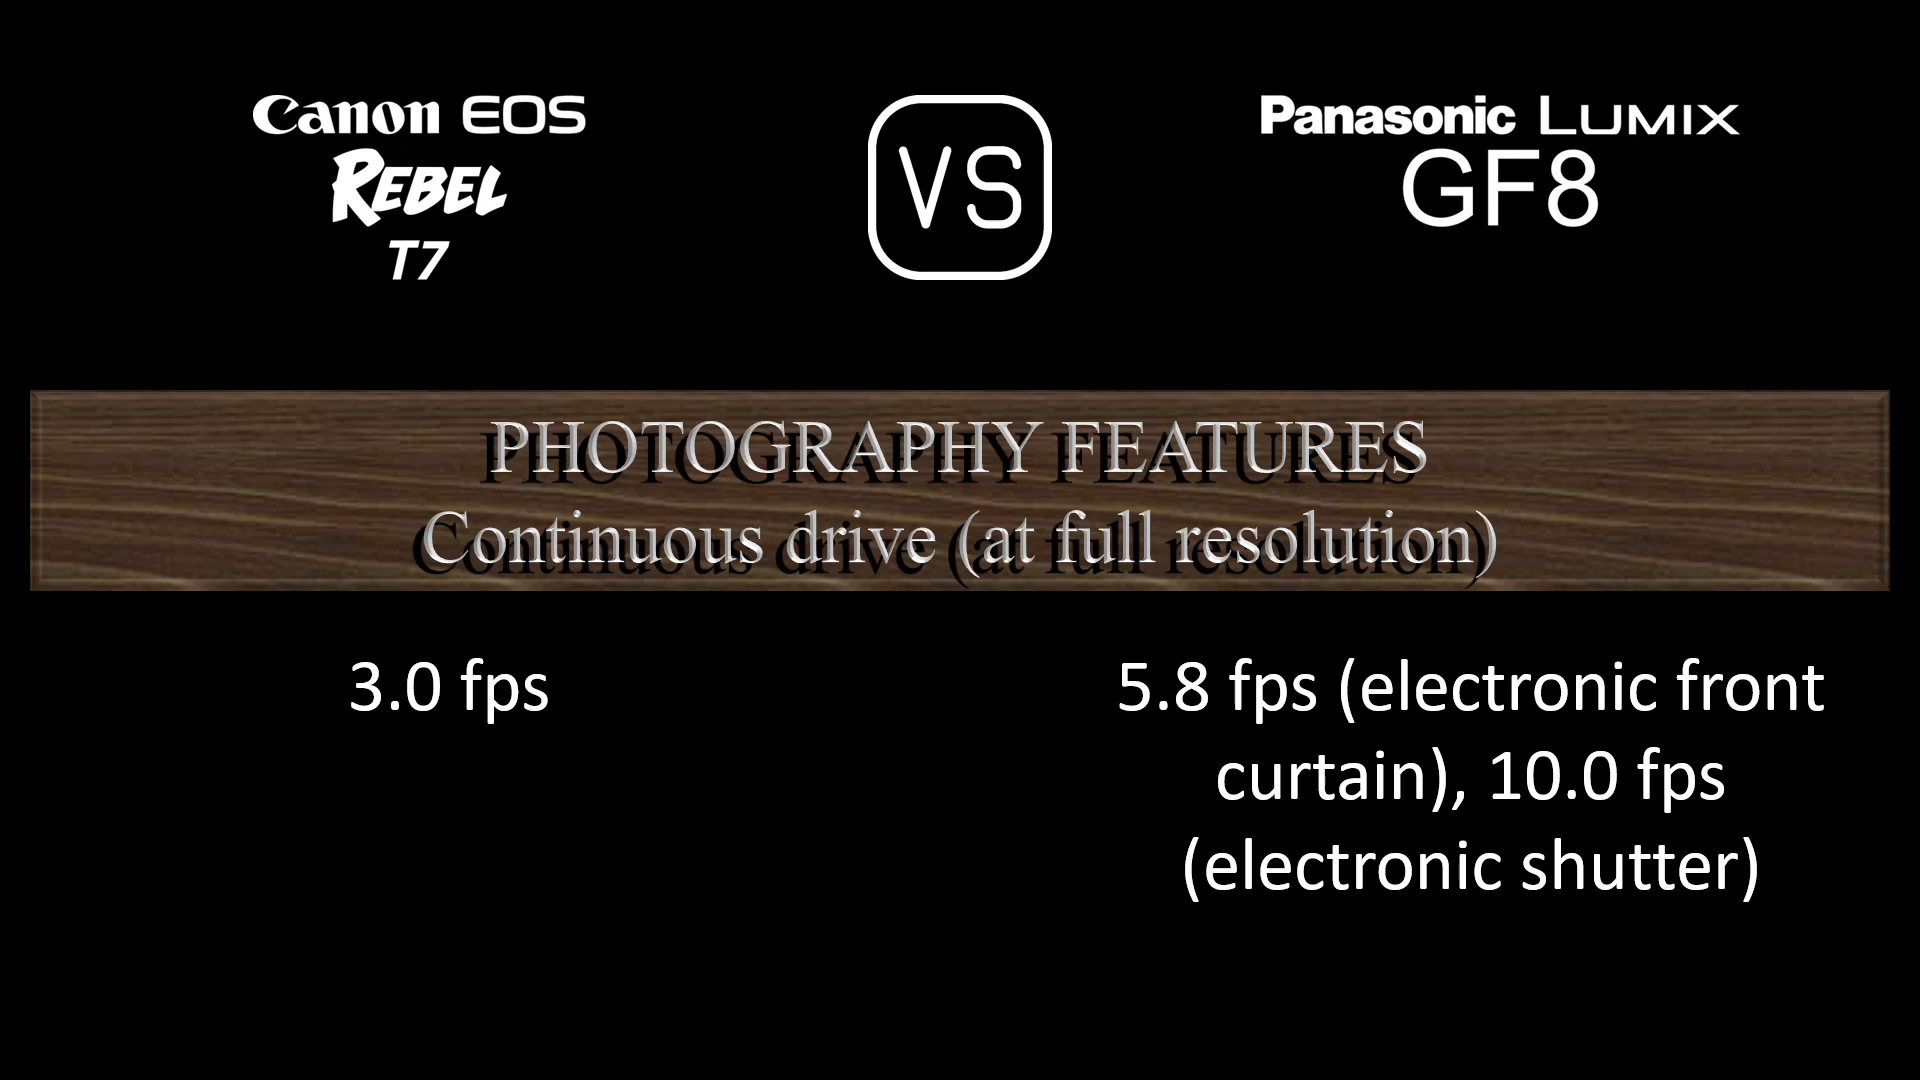 Canon EOS
REBEL
T7
VS
Panasonic LUMIX
GF8
PHOTOGRAPHY FEATURES
Continuous drive (at full resolution)
3.0 fps
5.8 fps (electronic front
curtain), 10.0 fps
(electronic shutter)